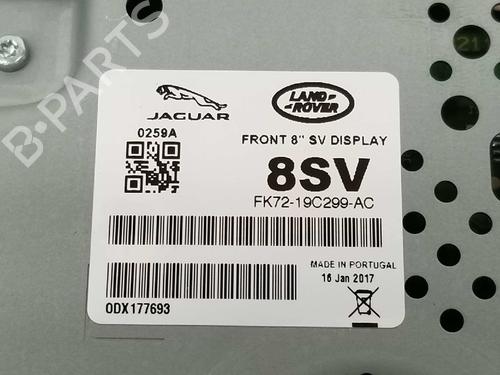 B-PARTS
JAGUAR
LAND
ROVER
0259A
FRONT 8" SV DISPLAY
8SV
FK72-19C299-AC
MADE IN PORTUGAL
16 Jan 2017
ODX177693